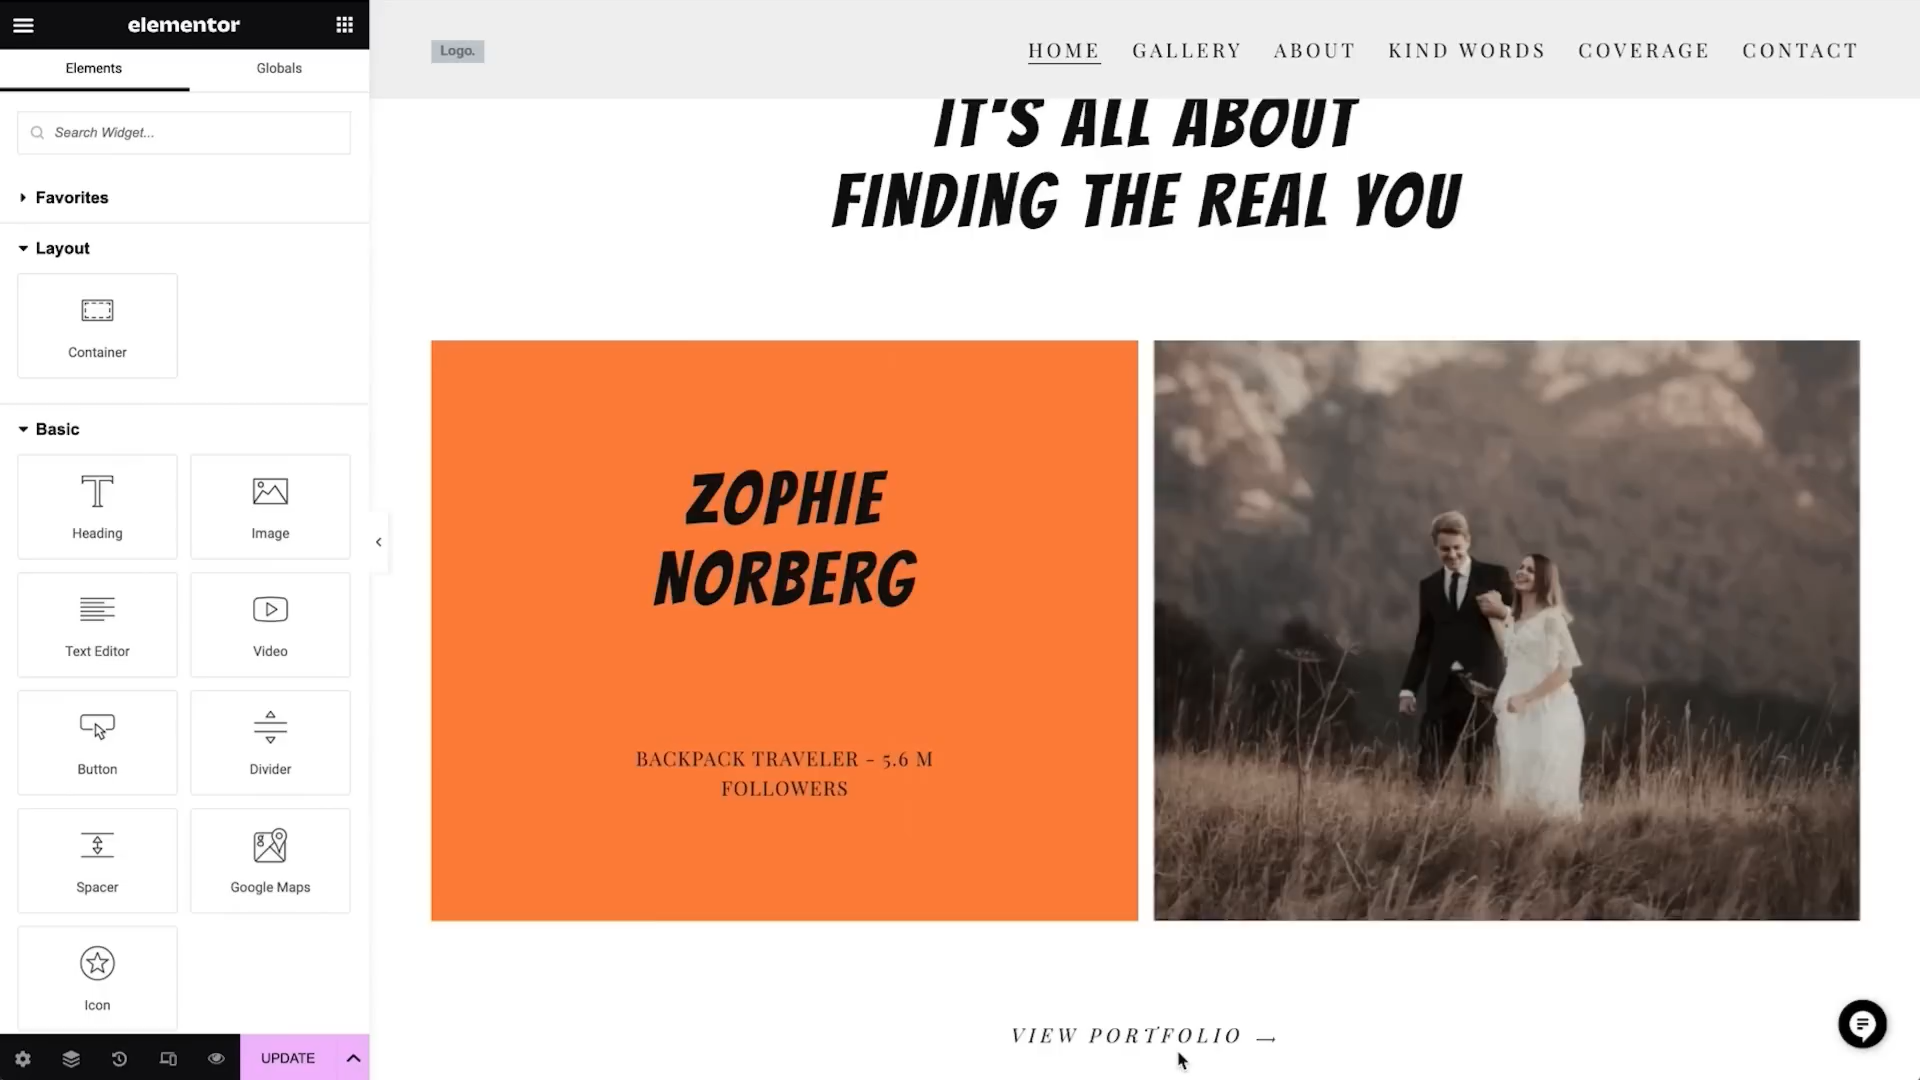 elementor
Elements
Globals
Search Widget...
Favorites
Layout
Container
Basic
Heading
Image
Text Editor
Video
Button
Divider
Spacer
Google Maps
Icon
UPDATE
Logo.
HOME GALLERY ABOUT KIND WORDS COVERAGE CONTACT
IT'S ALL ABOUT
FINDING THE REAL YOU
ZOPHIE
NORBERG
BACKPACK TRAVELER – 5.6 M
FOLLOWERS
VIEW PORTFOLIO →